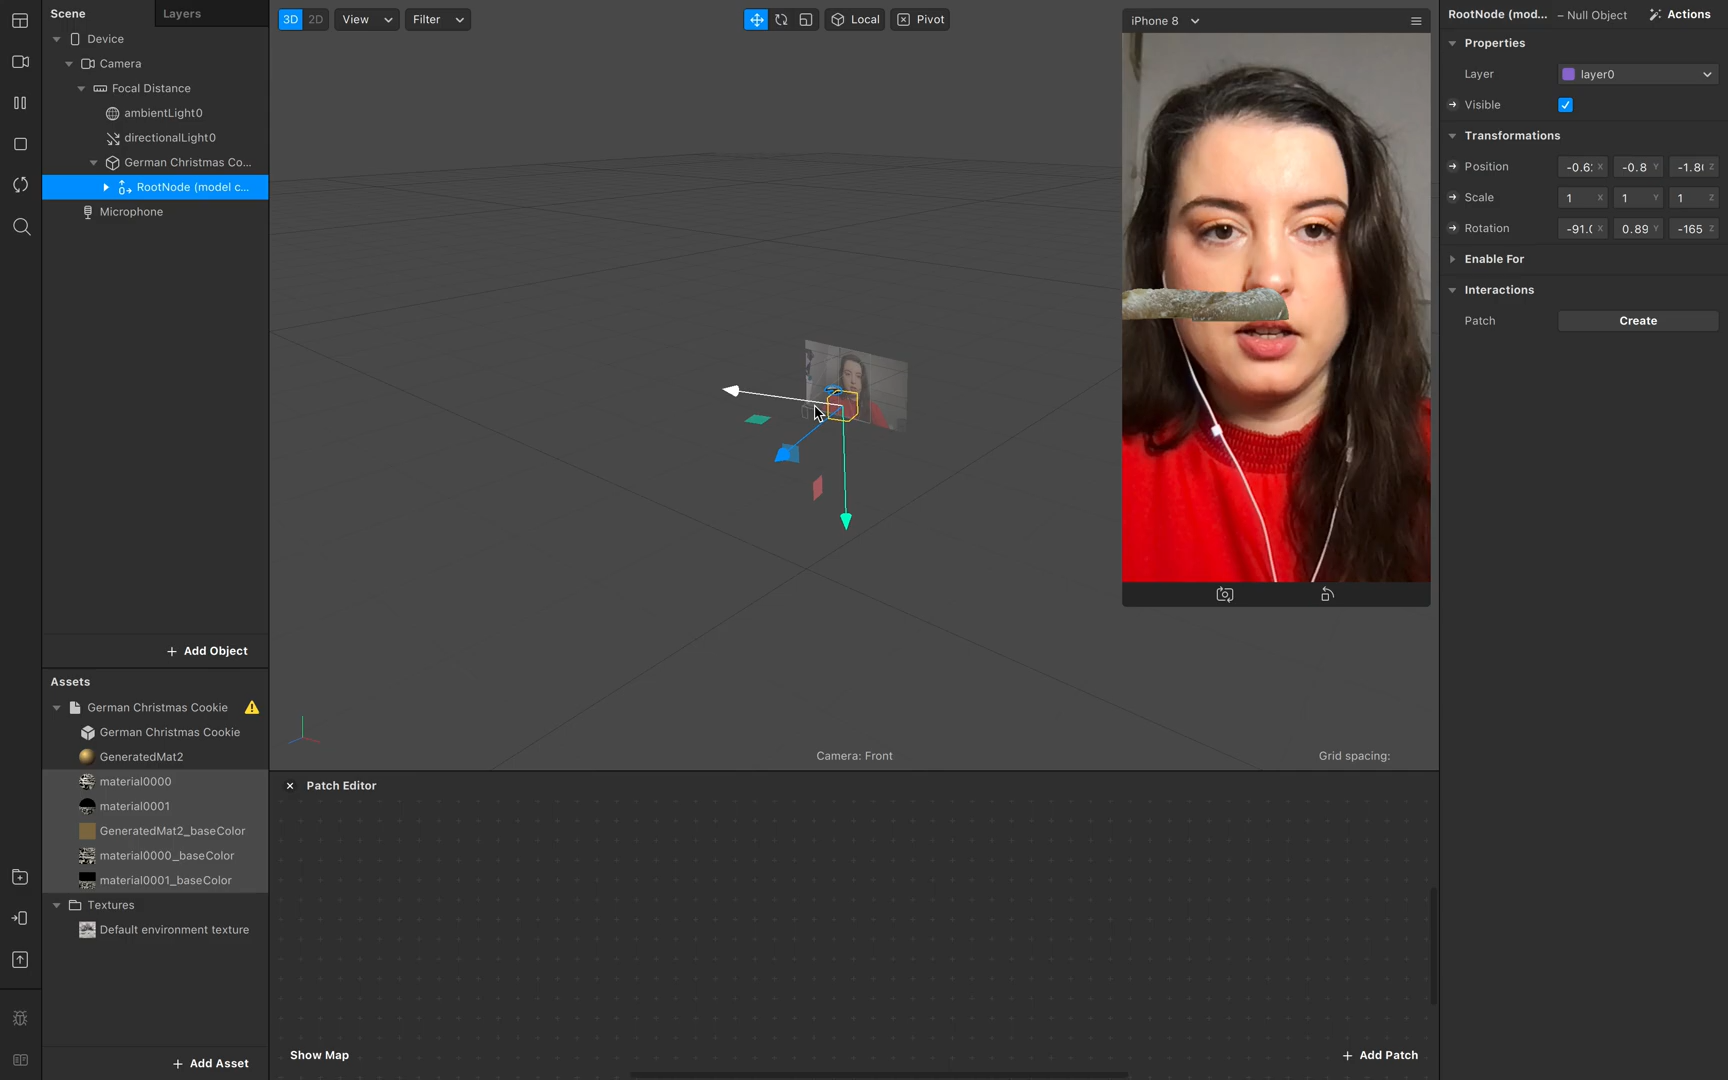 Scene
Layers
Device
Camera
Focal Distance
ambientLight0
directionalLight0
German Christmas Co...
RootNode (model c...
Microphone
+ Add Object
Assets
German Christmas Cookie
German Christmas Cookie
GeneratedMat2
material0000
material0001
GeneratedMat2_baseColor
material0000_baseColor
material0001_baseColor
Textures
Default environment texture
+ Add Asset
3D 2D View Filter
Local Pivot
iPhone 8
Camera: Front
Grid spacing:
Patch Editor
Show Map
+ Add Patch
RootNode (mod... – Null Object Actions
Properties
Layer layer0
Visible
Transformations
Position -0.6: X -0.8 Y -1.8( Z
Scale 1 X 1 Y 1 Z
Rotation -91.( X 0.89 Y -165 Z
Enable For
Interactions
Patch Create